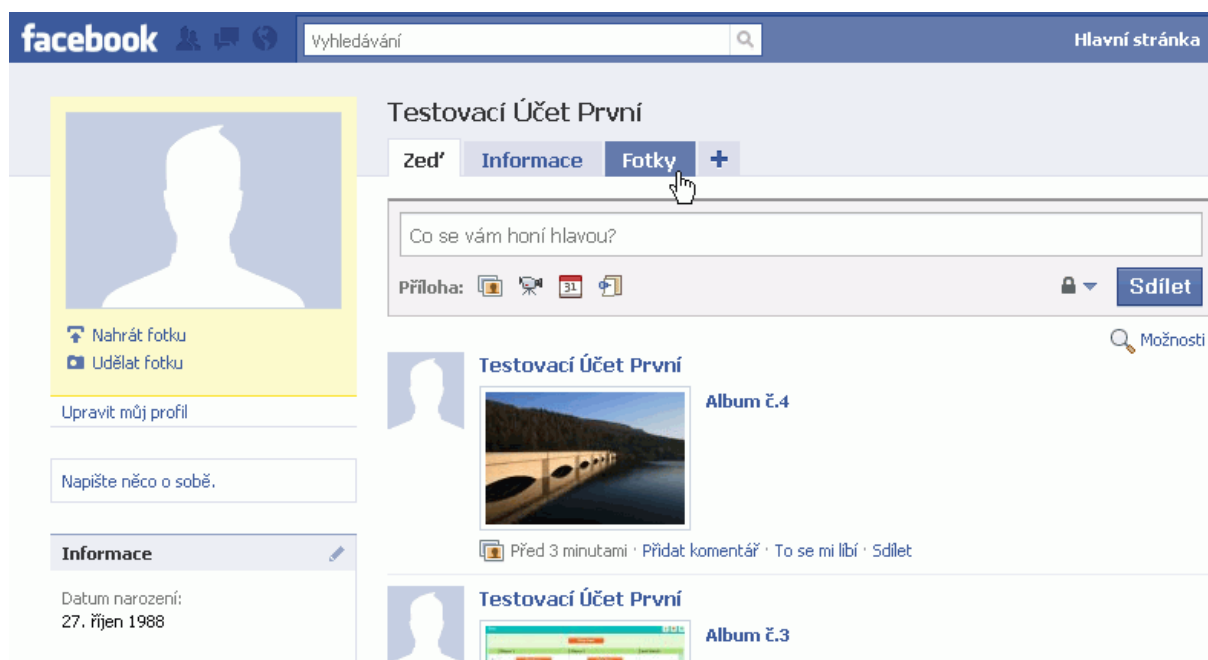 facebook
Vyhledávání
Hlavní stránka
Testovací Účet První
Zeď Informace Fotky +
Co se vám honí hlavou?
Příloha: 31
Sdílet
Nahrát fotku
Udělat fotku
Možnosti
Upravit můj profil
Napište něco o sobě.
Informace
Datum narození:
27. říjen 1988
Testovací Účet První
Album č.4
Před 3 minutami · Přidat komentář · To se mi líbí · Sdílet
Testovací Účet První
Album č.3